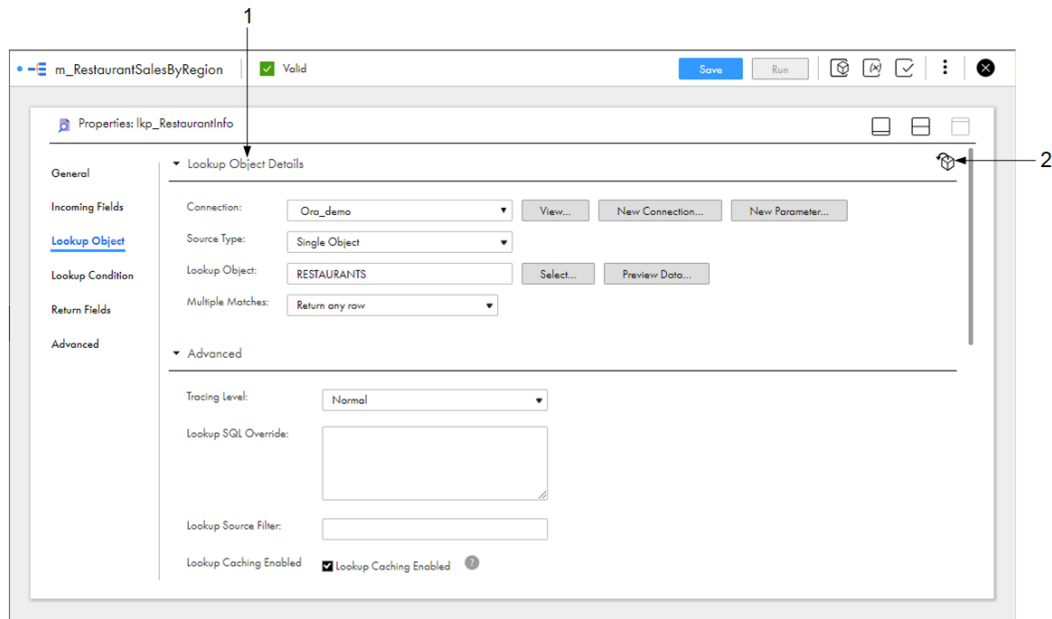 1
m_RestaurantSalesByRegion Valid Save Run
Properties: lkp_RestaurantInfo
Lookup Object Details 2
General
Incoming Fields Connection: Ora_demo View... New Connection... New Parameter...
Lookup Object Source Type: Single Object
Lookup Condition Lookup Object: RESTAURANTS Select... Preview Data...
Return Fields Multiple Matches: Return any row
Advanced Advanced
Tracing Level: Normal
Lookup SQL Override:
Lookup Source Filter:
Lookup Caching Enabled Lookup Caching Enabled ?